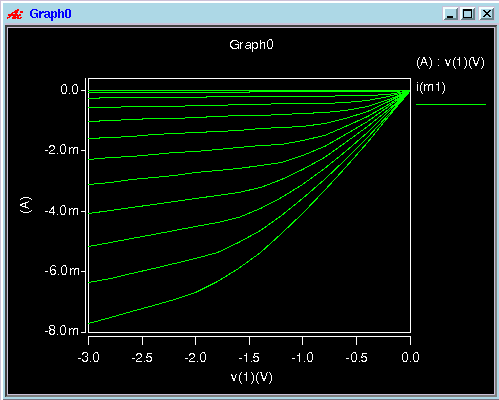 Graph0
Graph0
(A) : v(1)(V)
i(m1)
0.0
-2.0m
-4.0m
-6.0m
-8.0m
(A)
-3.0 -2.5 -2.0 -1.5 -1.0 -0.5 0.0
v(1)(V)